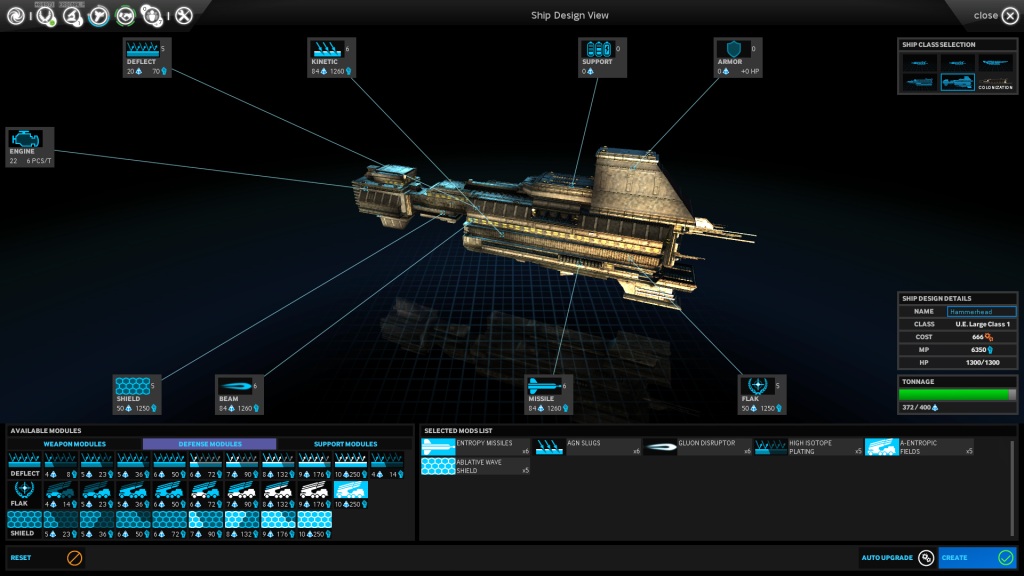 Ship Design View
close
DEFLECT 5
20 70
KINETIC 6
84 1260
SUPPORT 0
0
ARMOR 0
0 +0 HP
SHIP CLASS SELECTION
COLONIZATION
ENGINE
22 6 PCS/T
SHIP DESIGN DETAILS
NAME Hammerhead
CLASS U.E. Large Class 1
COST 666
MP 6350
HP 1300/1300
TONNAGE
372 / 400
SHIELD 5
50 1250
BEAM 6
84 1260
MISSILE 6
84 1260
FLAK 5
50 1250
AVAILABLE MODULES
WEAPON MODULES DEFENSE MODULES SUPPORT MODULES
DEFLECT 4 8 5 23 5 36 6 50 6 72 7 90 8 132 9 176 10 250 4 14
FLAK 4 14 5 23 5 36 6 50 6 72 7 90 8 132 9 176 10 250
SHIELD 5 23 5 36 6 50 6 72 7 90 8 132 9 176 10 250
SELECTED MODS LIST
ENTROPY MISSILES x6
AGN SLUGS x6
GLUON DISRUPTOR x6
HIGH ISOTOPE PLATING x5
A-ENTROPIC FIELDS x5
ABLATIVE WAVE SHIELD x5
RESET
AUTO UPGRADE
CREATE